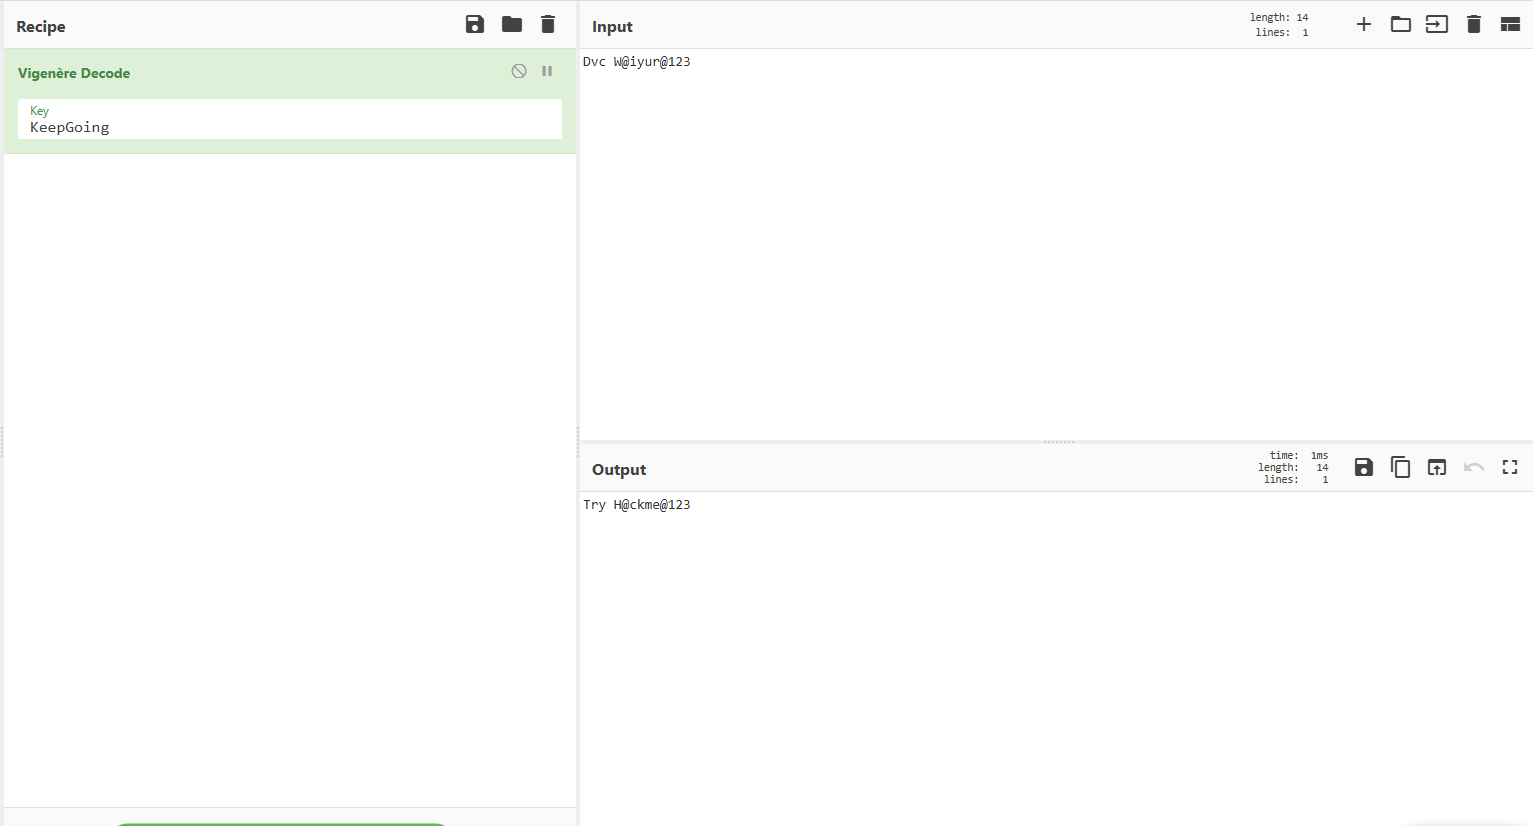 Recipe
Vigenère Decode
Key
KeepGoing
Input
length: 14
lines: 1
Dvc W@iyur@123
Output
time: 1ms
length: 14
lines: 1
Try H@ckme@123